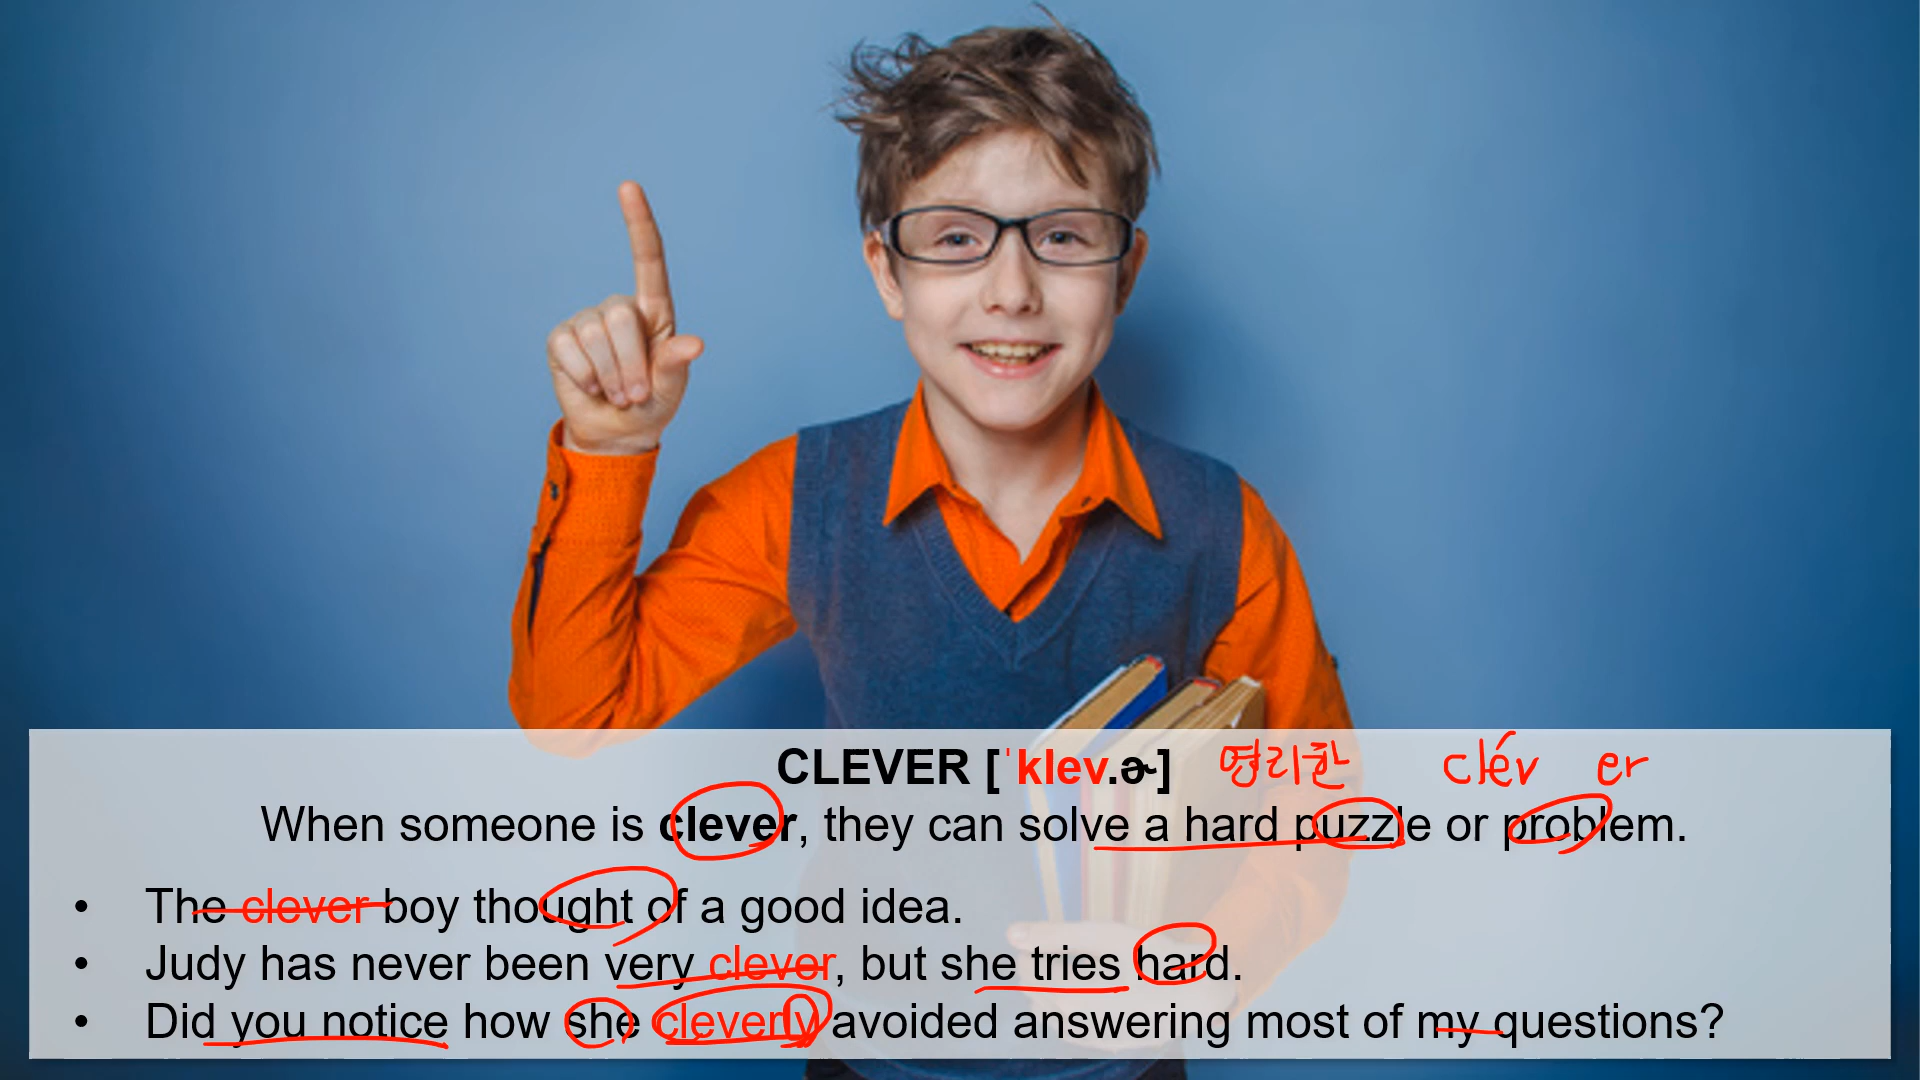 CLEVER [ˈklev.ɚ] 영리한 clév er
When someone is clever, they can solve a hard puzzle or problem.
• The clever boy thought of a good idea.
• Judy has never been very clever, but she tries hard.
• Did you notice how she cleverly avoided answering most of my questions?